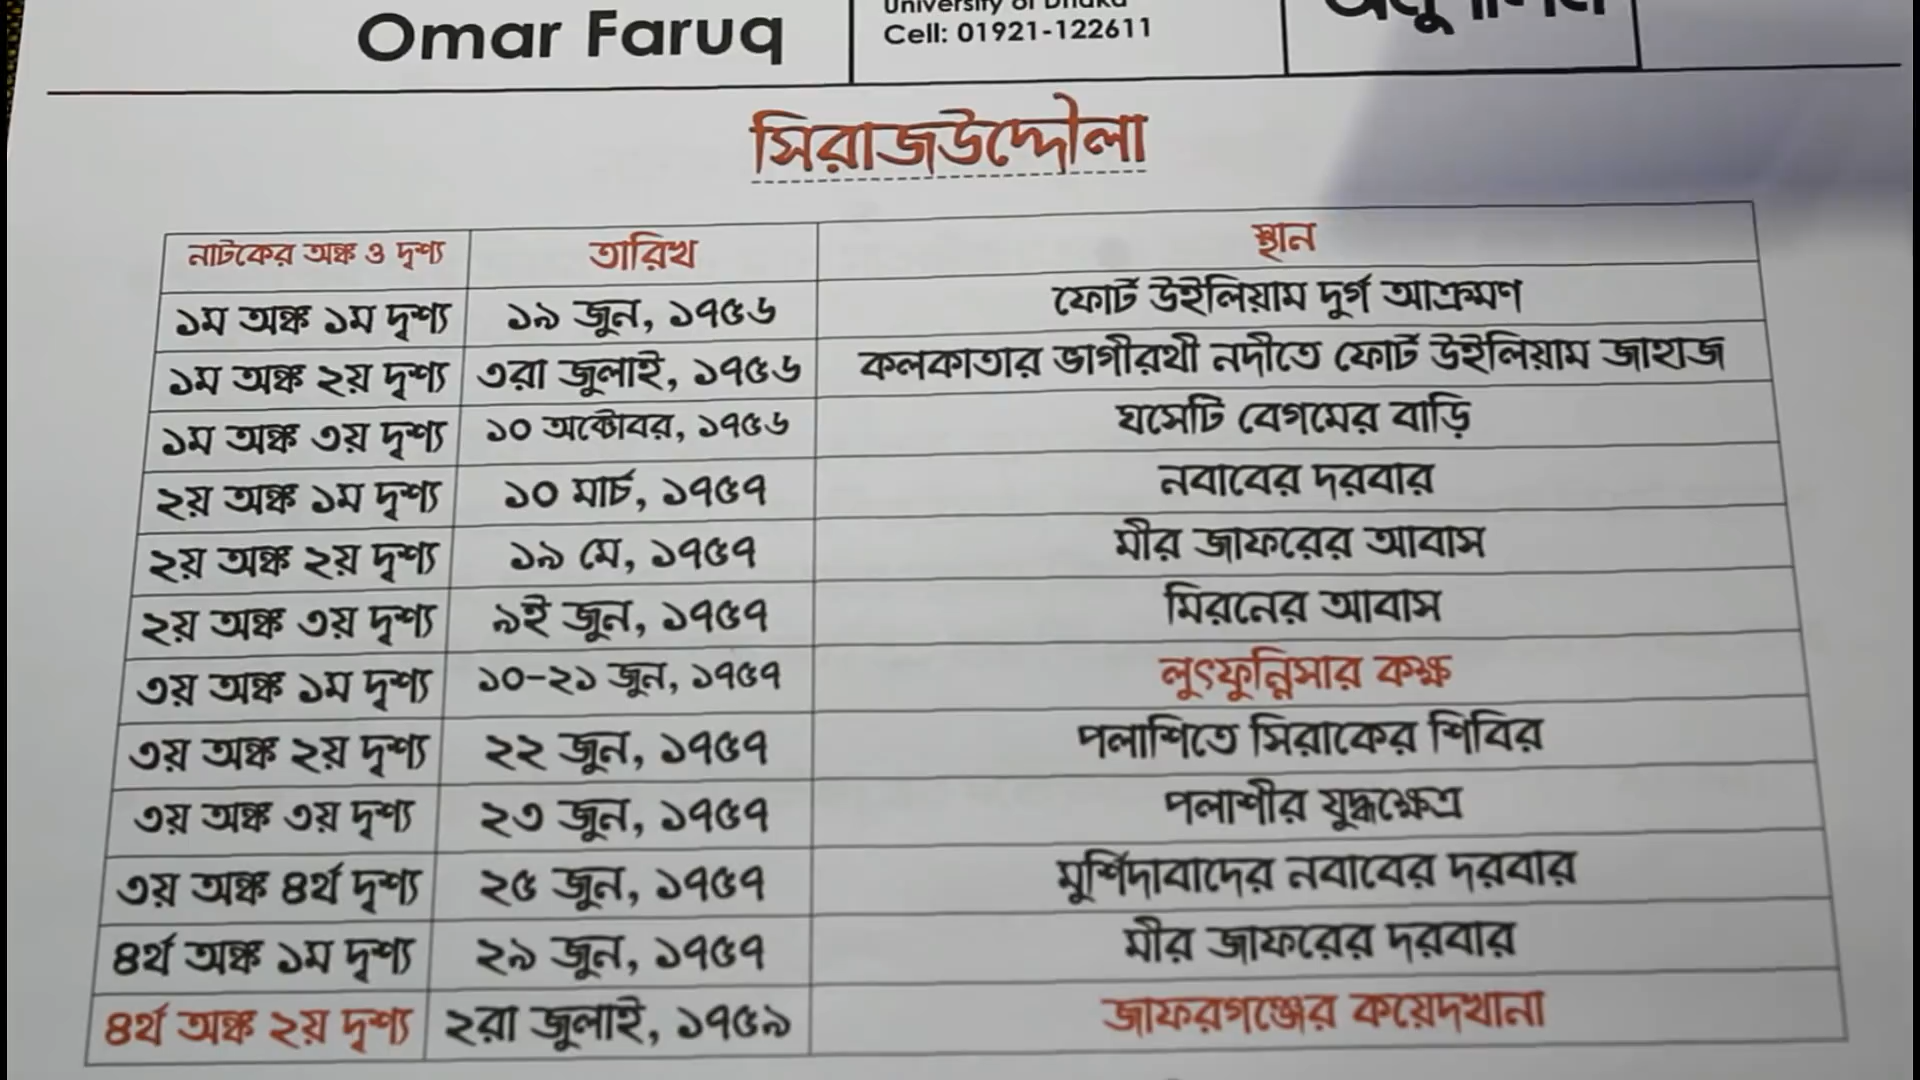 Omar Faruq
University of Dhaka
Cell: 01921-122611
সিরাজউদ্দৌলা
নাটকের অঙ্ক ও দৃশ্য তারিখ স্থান
১ম অঙ্ক ১ম দৃশ্য ১৯ জুন, ১৭৫৬ ফোর্ট উইলিয়াম দুর্গ আক্রমণ
১ম অঙ্ক ২য় দৃশ্য ৩রা জুলাই, ১৭৫৬ কলকাতার ভাগীরথী নদীতে ফোর্ট উইলিয়াম জাহাজ
১ম অঙ্ক ৩য় দৃশ্য ১০ অক্টোবর, ১৭৫৬ ঘসেটি বেগমের বাড়ি
২য় অঙ্ক ১ম দৃশ্য ১০ মার্চ, ১৭৫৭ নবাবের দরবার
২য় অঙ্ক ২য় দৃশ্য ১৯ মে, ১৭৫৭ মীর জাফরের আবাস
২য় অঙ্ক ৩য় দৃশ্য ৯ই জুন, ১৭৫৭ মিরনের আবাস
৩য় অঙ্ক ১ম দৃশ্য ১০-২১ জুন, ১৭৫৭ লুৎফুন্নিসার কক্ষ
৩য় অঙ্ক ২য় দৃশ্য ২২ জুন, ১৭৫৭ পলাশিতে সিরাকের শিবির
৩য় অঙ্ক ৩য় দৃশ্য ২৩ জুন, ১৭৫৭ পলাশীর যুদ্ধক্ষেত্র
৩য় অঙ্ক ৪র্থ দৃশ্য ২৫ জুন, ১৭৫৭ মুর্শিদাবাদের নবাবের দরবার
৪র্থ অঙ্ক ১ম দৃশ্য ২৯ জুন, ১৭৫৭ মীর জাফরের দরবার
৪র্থ অঙ্ক ২য় দৃশ্য ২রা জুলাই, ১৭৫৯ জাফরগঞ্জের কয়েদখানা